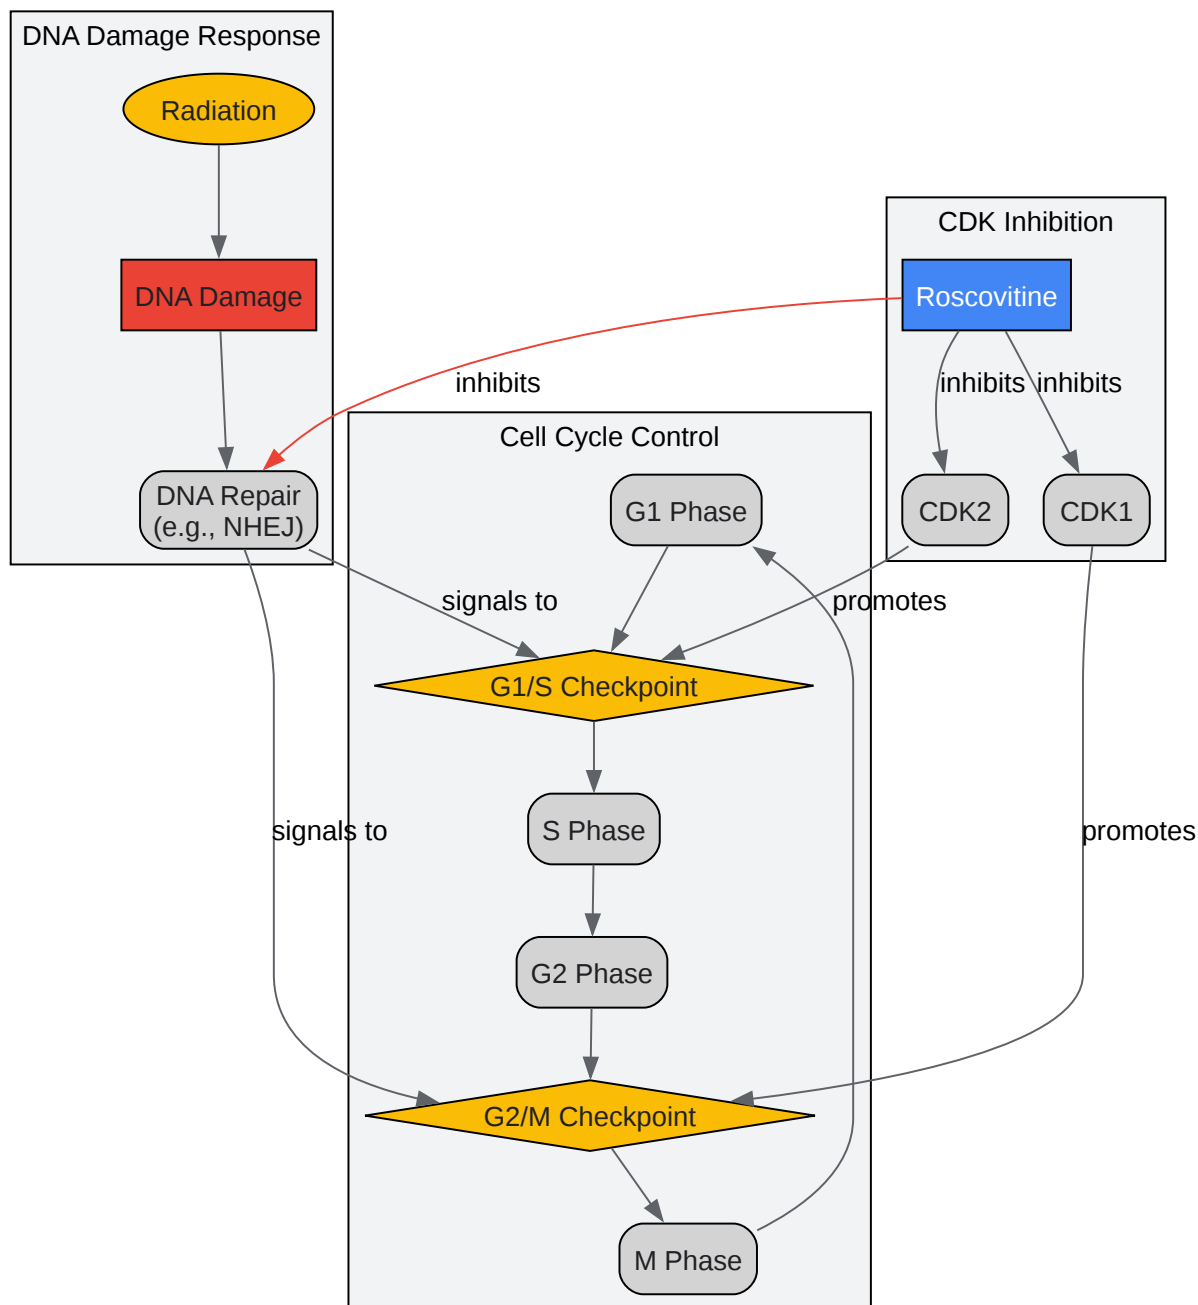 DNA Damage Response
Radiation
CDK Inhibition
DNA Damage
Roscovitine
inhibits
inhibits
inhibits
Cell Cycle Control
DNA Repair
(e.g., NHEJ)
G1 Phase
CDK2
CDK1
signals to
promotes
G1/S Checkpoint
S Phase
signals to
promotes
G2 Phase
G2/M Checkpoint
M Phase